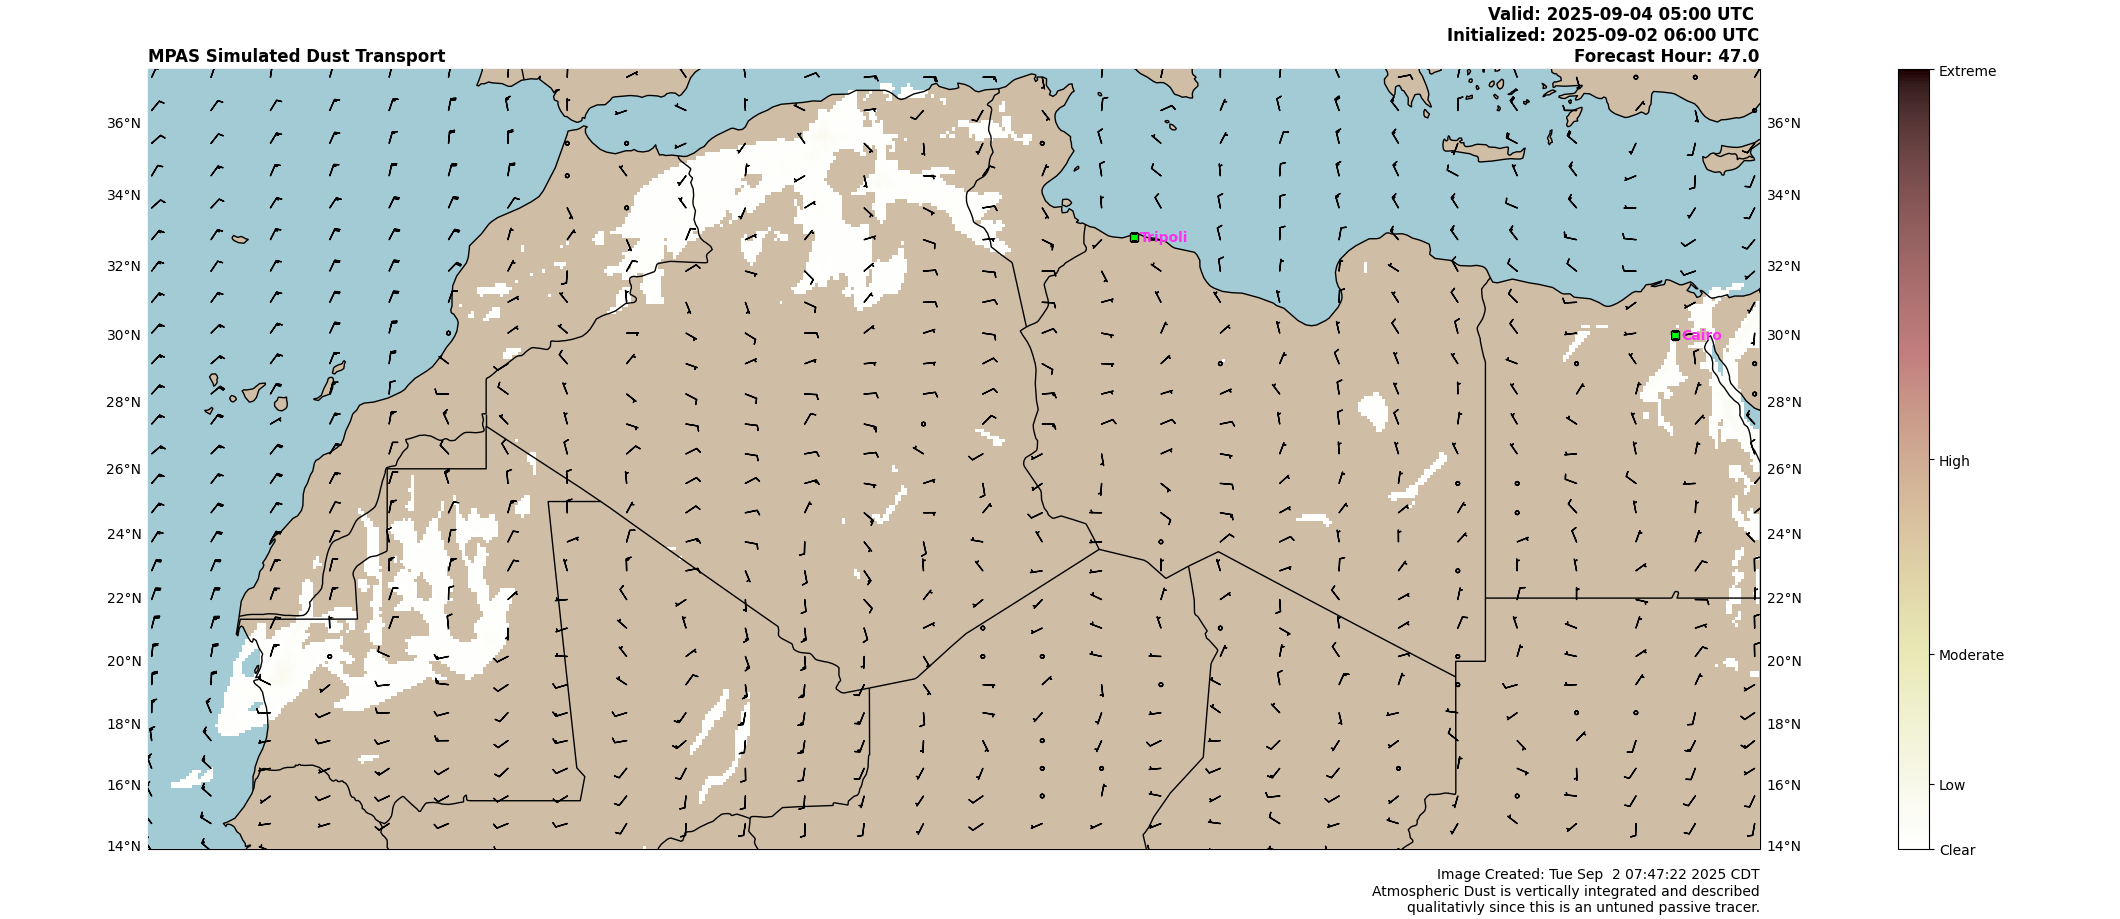 Valid: 2025-09-04 05:00 UTC
Initialized: 2025-09-02 06:00 UTC
MPAS Simulated Dust Transport
Forecast Hour: 47.0
Extreme
36°N
36°N
34°N
34°N
Tripoli
32°N
32°N
30°N
Cairo
30°N
28°N
28°N
26°N
26°N
High
24°N
24°N
22°N
22°N
20°N
20°N
Moderate
18°N
18°N
16°N
16°N
Low
14°N
14°N
Clear
Image Created: Tue Sep  2 07:47:22 2025 CDT
Atmospheric Dust is vertically integrated and described
qualitativly since this is an untuned passive tracer.